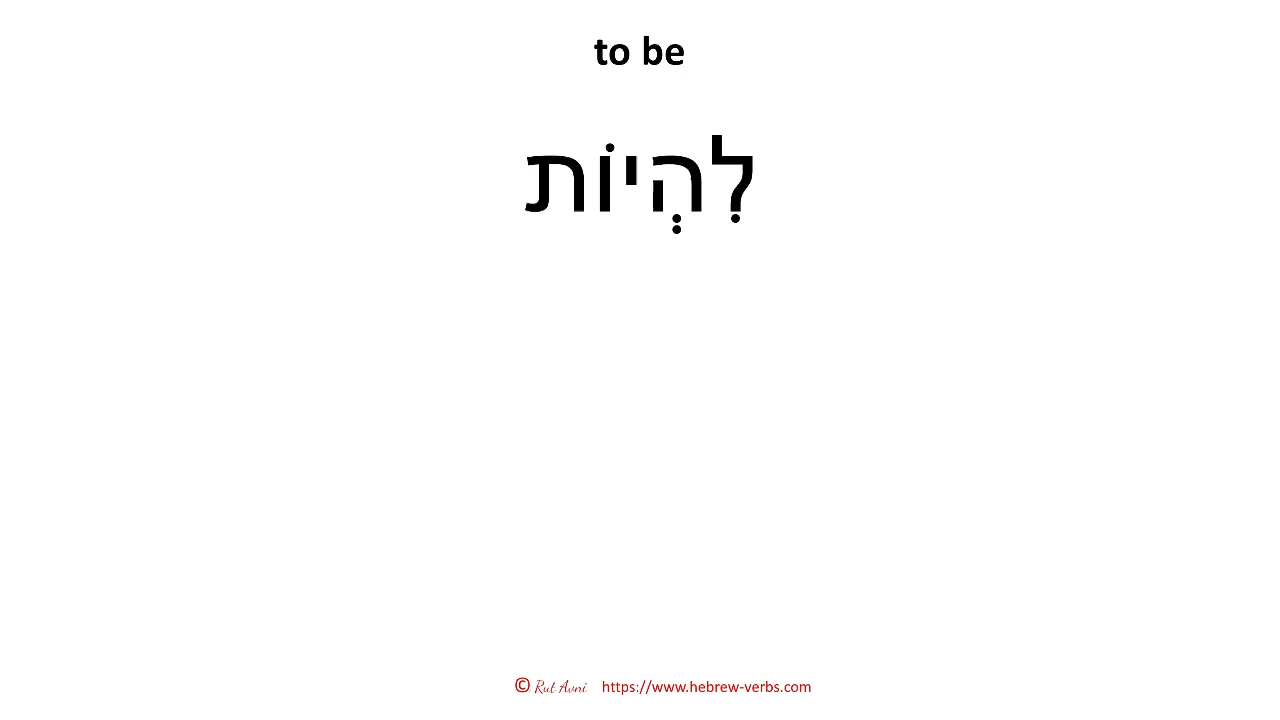 to be
לִהְיוֹת
© Rut Avni https://www.hebrew-verbs.com